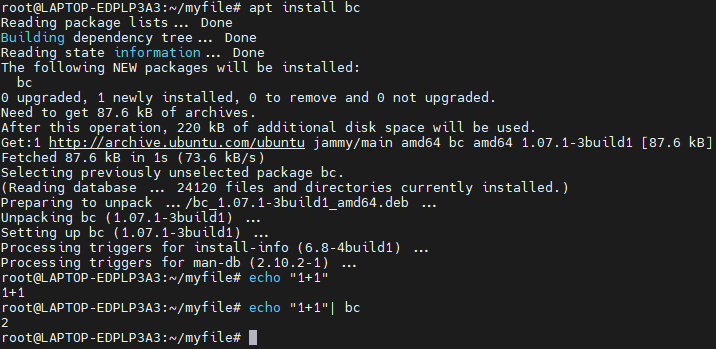 root@LAPTOP-EDPLP3A3:~/myfile# apt install bc
Reading package lists... Done
Building dependency tree... Done
Reading state information... Done
The following NEW packages will be installed:
  bc
0 upgraded, 1 newly installed, 0 to remove and 0 not upgraded.
Need to get 87.6 kB of archives.
After this operation, 220 kB of additional disk space will be used.
Get:1 http://archive.ubuntu.com/ubuntu jammy/main amd64 bc amd64 1.07.1-3build1 [87.6 kB]
Fetched 87.6 kB in 1s (73.6 kB/s)
Selecting previously unselected package bc.
(Reading database ... 24120 files and directories currently installed.)
Preparing to unpack .../bc_1.07.1-3build1_amd64.deb ...
Unpacking bc (1.07.1-3build1) ...
Setting up bc (1.07.1-3build1) ...
Processing triggers for install-info (6.8-4build1) ...
Processing triggers for man-db (2.10.2-1) ...
root@LAPTOP-EDPLP3A3:~/myfile# echo "1+1"
1+1
root@LAPTOP-EDPLP3A3:~/myfile# echo "1+1"| bc
2
root@LAPTOP-EDPLP3A3:~/myfile#